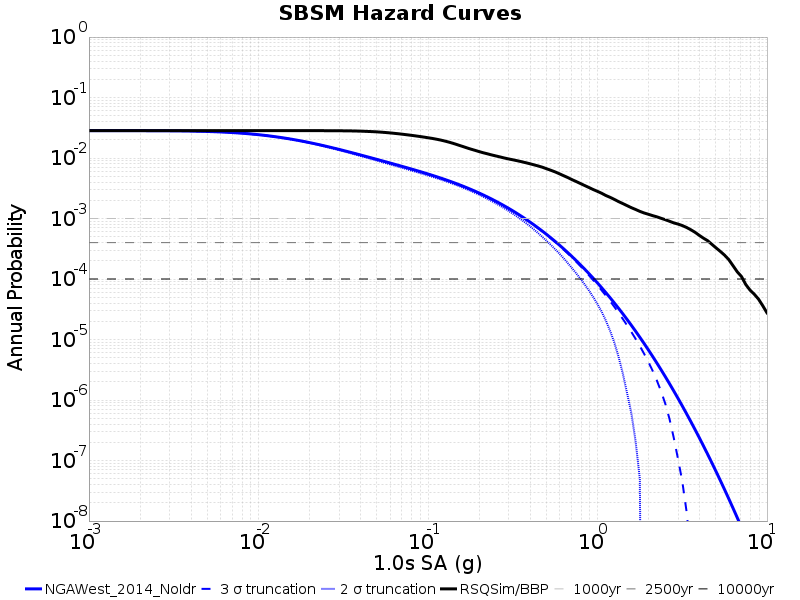 SBSM Hazard Curves
10^0
10^-1
10^-2
10^-3
10^-4
10^-5
10^-6
10^-7
10^-8
Annual Probability
10^-3 10^-2 10^-1 10^0 10^1
1.0s SA (g)
NGAWest_2014_NoIdr 3 σ truncation 2 σ truncation RSQSim/BBP 1000yr 2500yr 10000yr